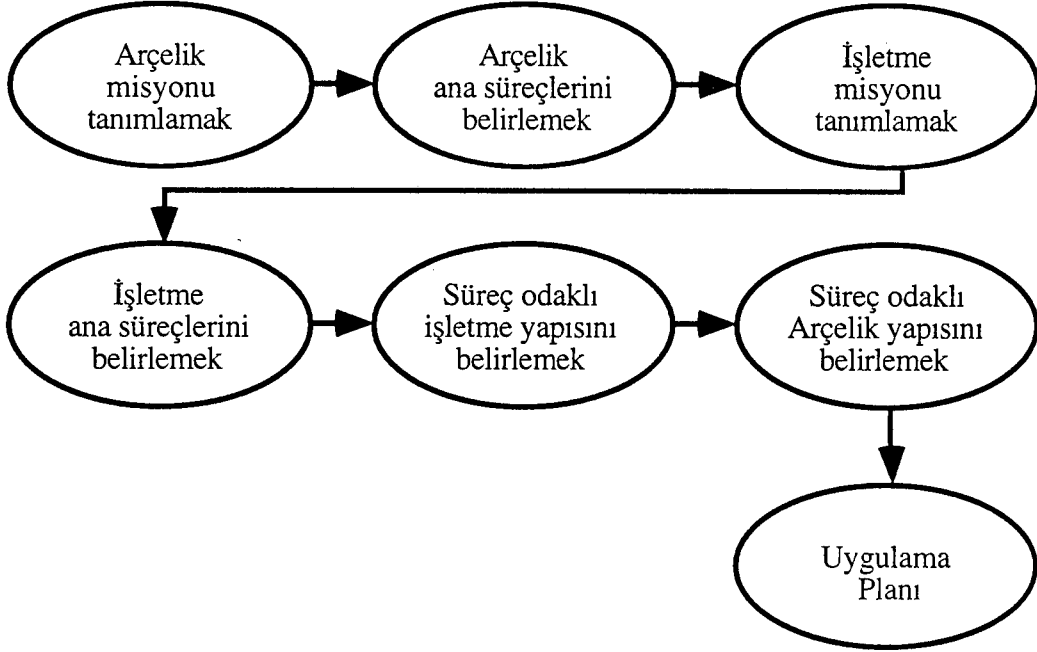 Arçelik
misyonu
tanımlamak
Arçelik
ana süreçlerini
belirlemek
İşletme
misyonu
tanımlamak
İşletme
ana süreçlerini
belirlemek
Süreç odaklı
işletme yapısını
belirlemek
Süreç odaklı
Arçelik yapısını
belirlemek
Uygulama
Planı